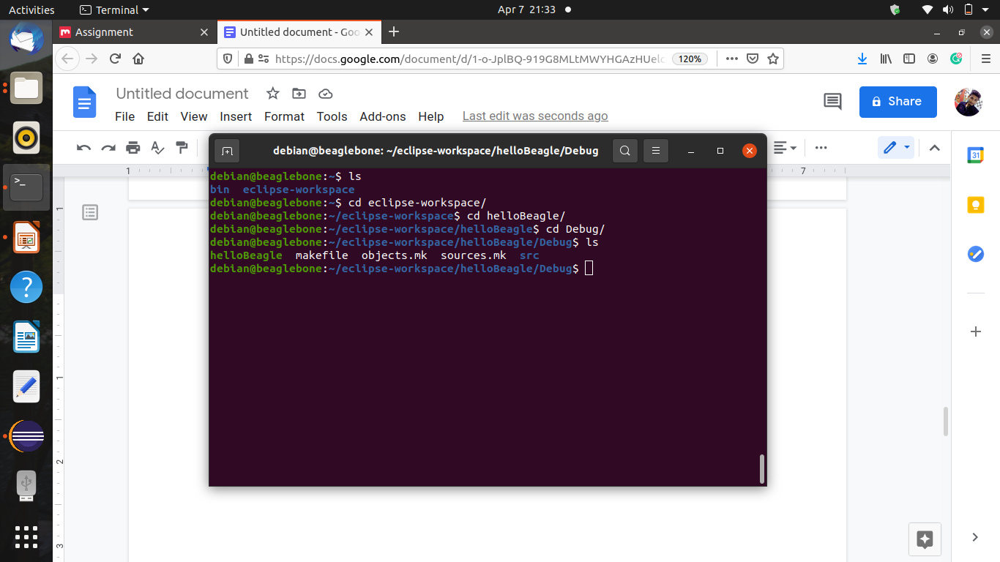 Activities Terminal Apr 7 21:33
Assignment Untitled document - Goo
https://docs.google.com/document/d/1-o-JplBQ-919G8MLtMWYHGAzHUelc 120%
Untitled document
File Edit View Insert Format Tools Add-ons Help Last edit was seconds ago
Share
debian@beaglebone: ~/eclipse-workspace/helloBeagle/Debug
1 7
debian@beaglebone:~$ ls
bin eclipse-workspace
debian@beaglebone:~$ cd eclipse-workspace/
debian@beaglebone:~/eclipse-workspace$ cd helloBeagle/
debian@beaglebone:~/eclipse-workspace/helloBeagle$ cd Debug/
debian@beaglebone:~/eclipse-workspace/helloBeagle/Debug$ ls
helloBeagle makefile objects.mk sources.mk src
debian@beaglebone:~/eclipse-workspace/helloBeagle/Debug$
31
1
1
2
3